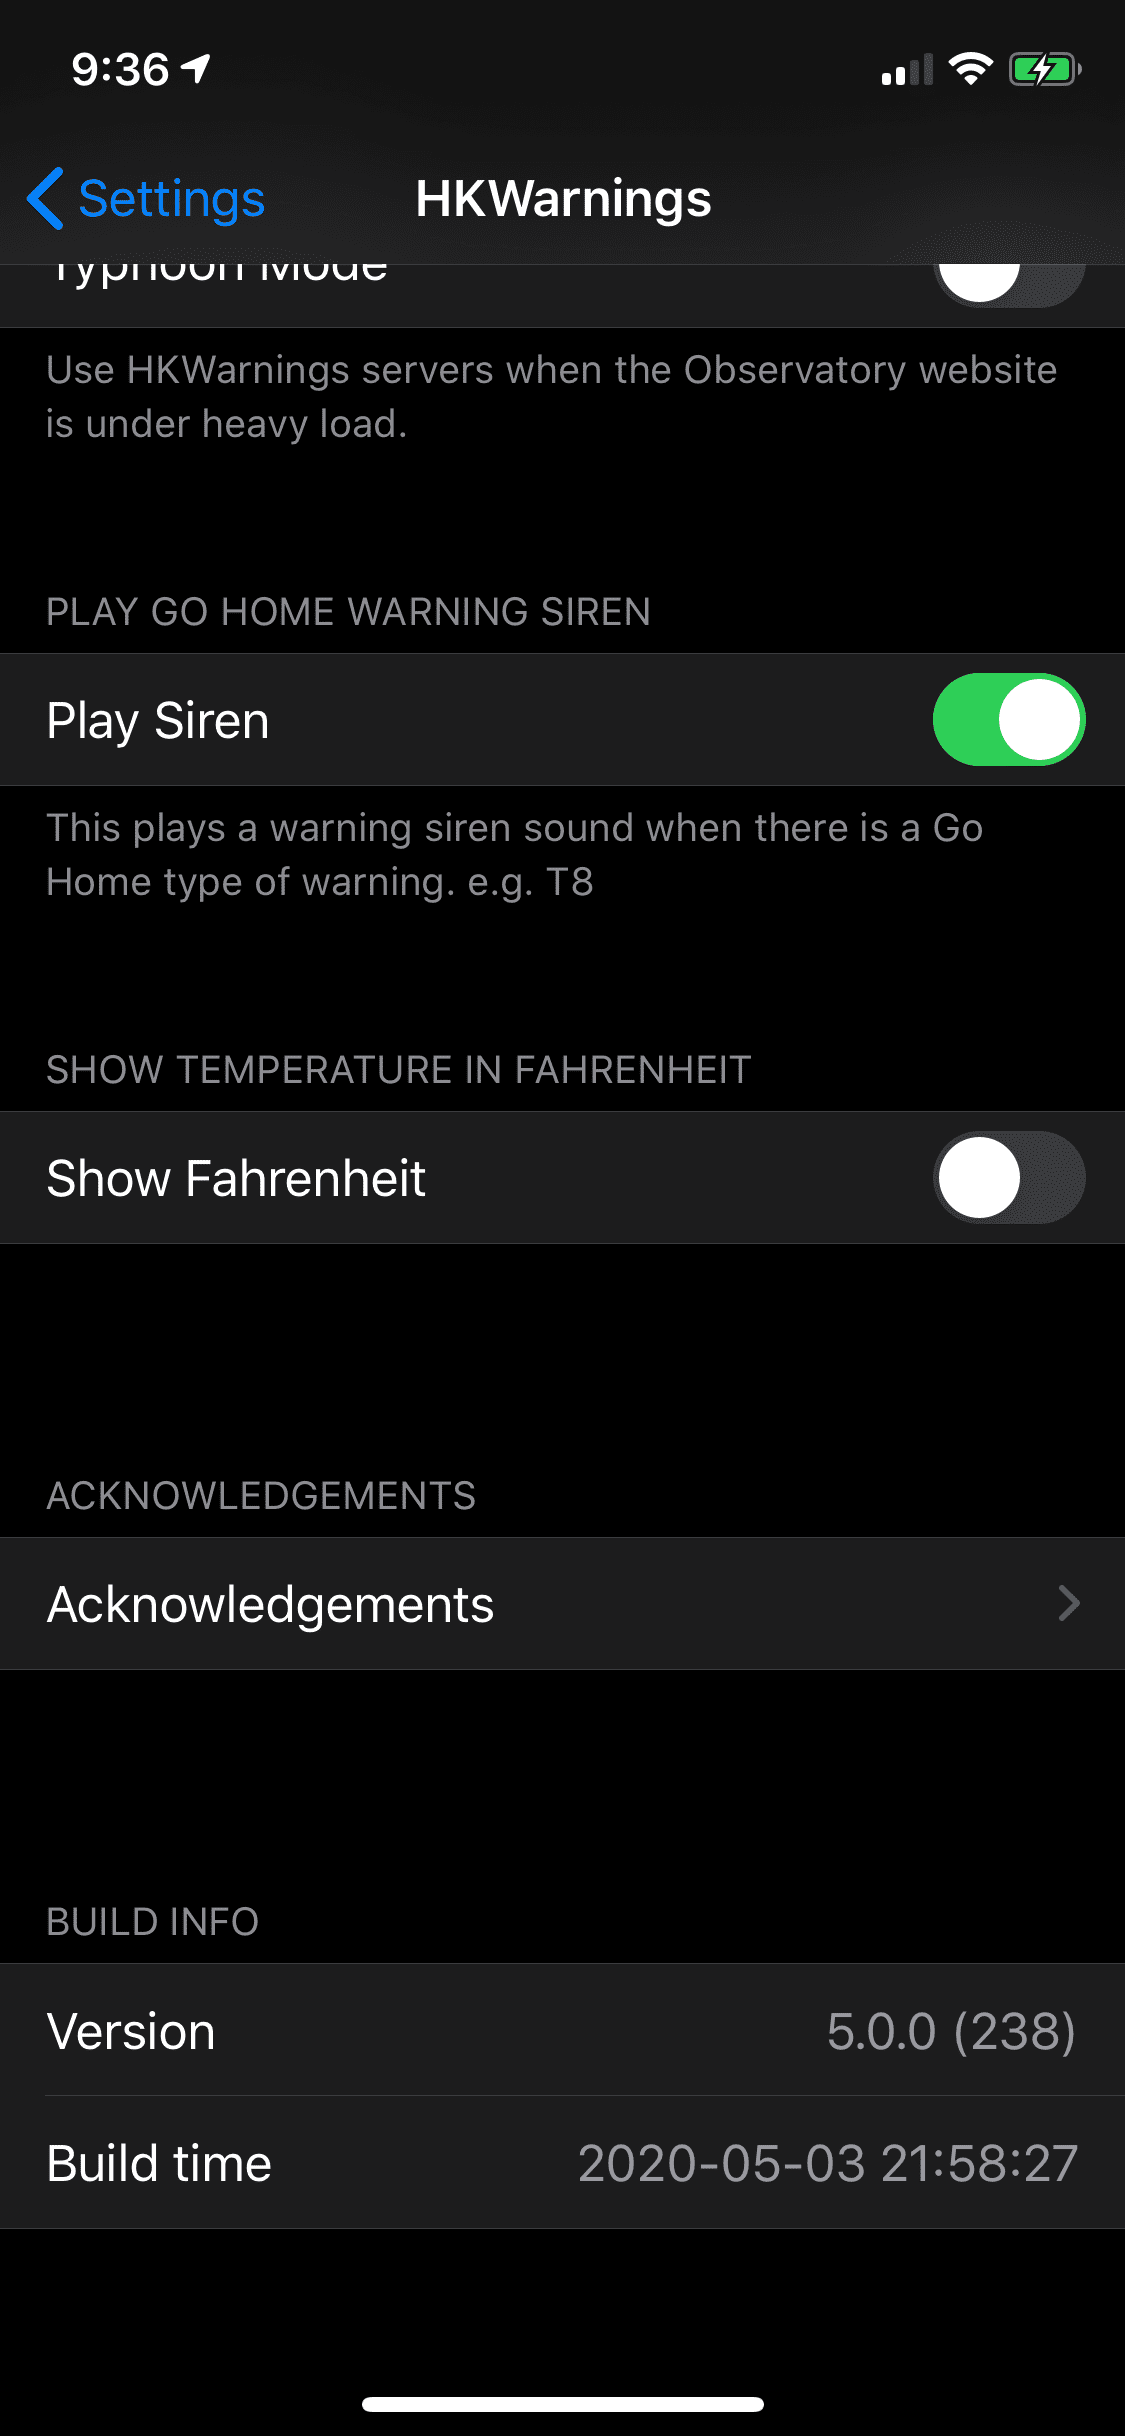 9:36
Settings
HKWarnings
Typhoon Mode
Use HKWarnings servers when the Observatory website
is under heavy load.
PLAY GO HOME WARNING SIREN
Play Siren
This plays a warning siren sound when there is a Go
Home type of warning. e.g. T8
SHOW TEMPERATURE IN FAHRENHEIT
Show Fahrenheit
ACKNOWLEDGEMENTS
Acknowledgements
BUILD INFO
Version 5.0.0 (238)
Build time 2020-05-03 21:58:27